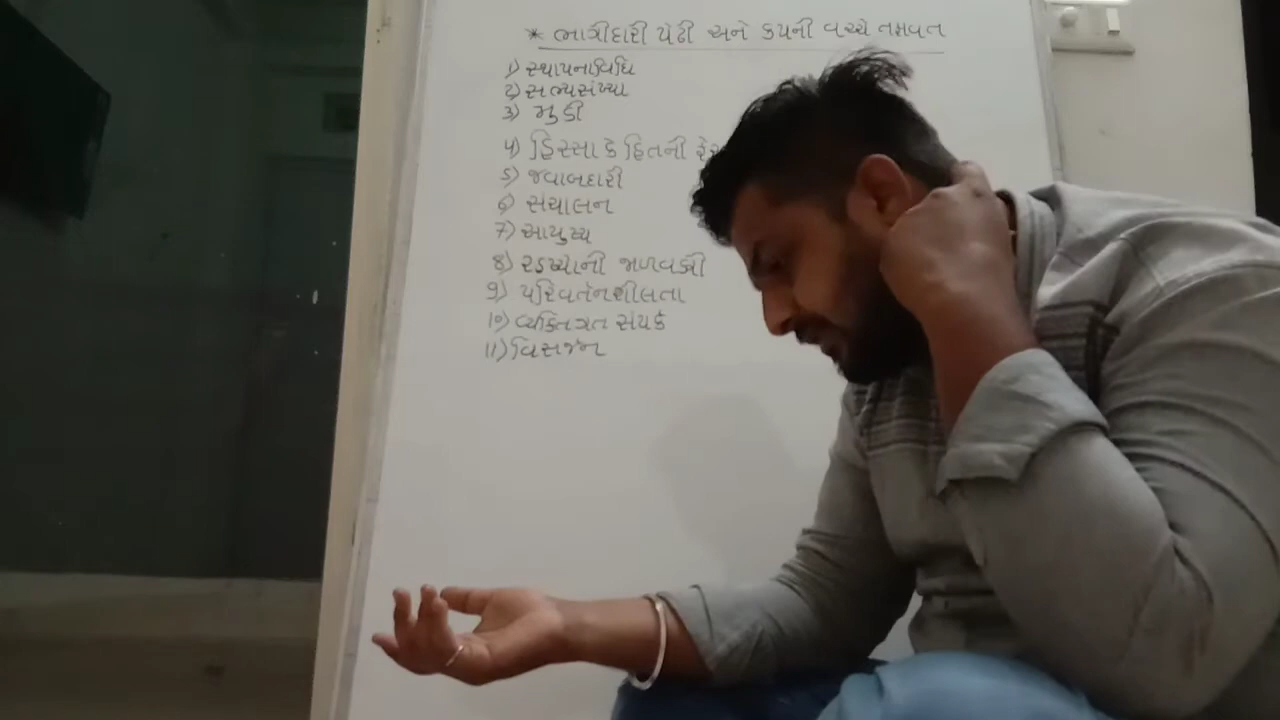 * ભાગીદારી પેઢી અને કંપની વચ્ચે તફાવત
1) સ્થાપનાવિધિ
2) સભ્યસંખ્યા
3) મુડી
4) હિસ્સા કે હિતની
5) જવાબદારી
6) સંચાલન
7) આયુષ્ય
8) રહસ્યોની જાળવણી
9) પરિવર્તનશીલતા
10) વ્યક્તિગત સંપર્ક
11) વિસર્જન